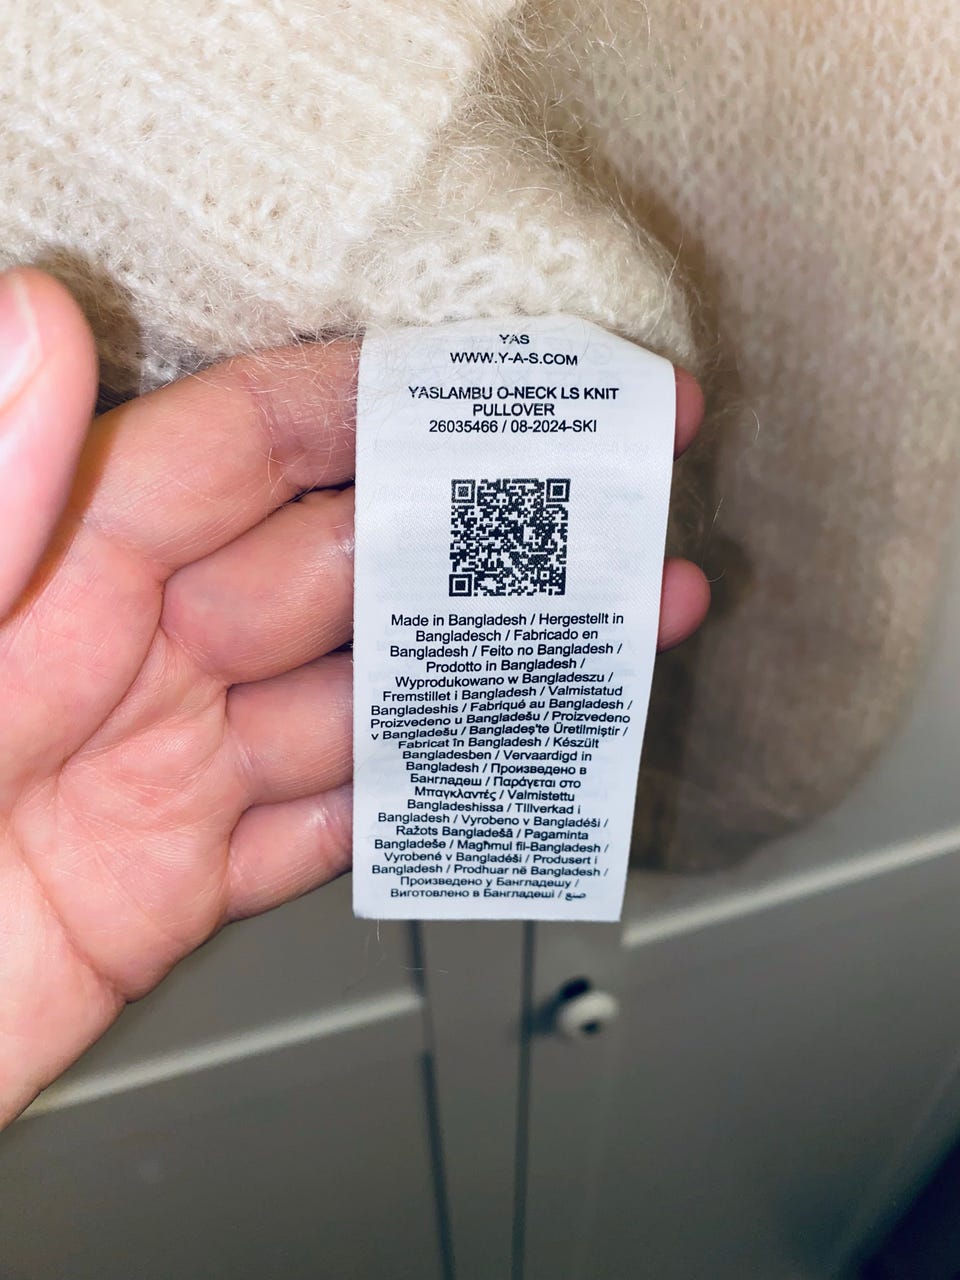 YAS
WWW.Y-A-S.COM
YASLAMBU O-NECK LS KNIT
PULLOVER
26035466 / 08-2024-SKI
Made in Bangladesh / Hergestellt in
Bangladesch / Fabricado en
Bangladesh / Feito no Bangladesh /
Prodotto in Bangladesh /
Wyprodukowano w Bangladeszu /
Fremstillet i Bangladesh / Valmistatud
Bangladeshis / Fabriqué au Bangladesh /
Proizvedeno u Bangladešu / Proizvedeno
v Bangladešu / Bangladeş'te Üretilmiştir /
Fabricat în Bangladesh / Készült
Bangladesben / Vervaardigd in
Bangladesh / Произведено в
Бангладеш / Παράγεται στο
Μπαγκλαντές / Valmistettu
Bangladeshissa / Tillverkad i
Bangladesh / Vyrobeno v Bangladéši /
Ražots Bangladešā / Pagaminta
Bangladeše / Magħmul fil-Bangladesh /
Vyrobené v Bangladéši / Produsert i
Bangladesh / Prodhuar në Bangladesh /
Произведено у Бангладешу /
Виготовлено в Бангладеші / صنع